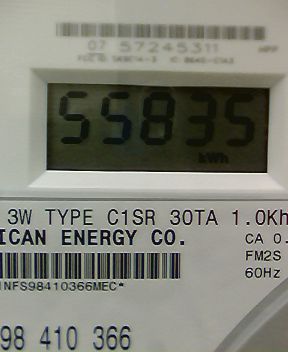 07 57245311
55835
kWh
3W TYPE C1SR 30TA 1.0Kh
ICAN ENERGY CO.
CA 0.
FM2S
60Hz
NFS98410366MEC*
98 410 366